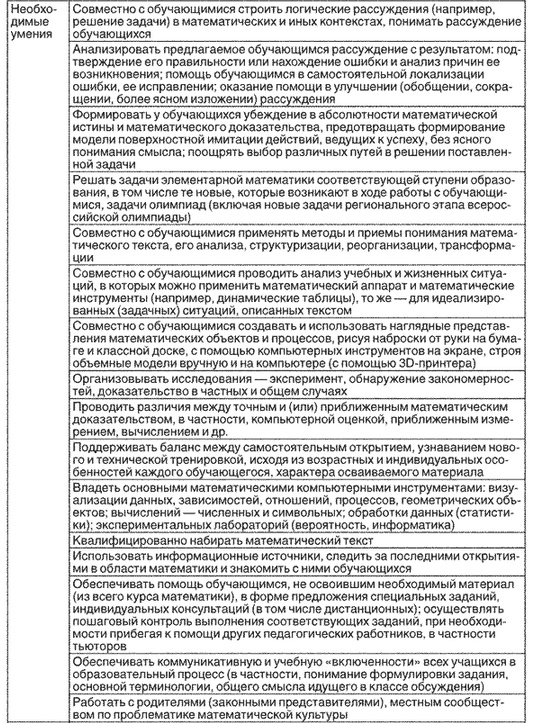 Необхо-
димые
умения
Совместно с обучающимися строить логические рассуждения (например,
решение задачи) в математических и иных контекстах, понимать рассуждение
обучающихся
Анализировать предлагаемое обучающимся рассуждение с результатом: под-
тверждение его правильности или нахождение ошибки и анализ причин ее
возникновения; помощь обучающимся в самостоятельной локализации
ошибки, ее исправлении; оказание помощи в улучшении (обобщении, сокра-
щении, более ясном изложении) рассуждения
Формировать у обучающихся убеждение в абсолютности математической
истины и математического доказательства, предотвращать формирование
модели поверхностной имитации действий, ведущих к успеху, без ясного
понимания смысла; поощрять выбор различных путей в решении поставлен-
ной задачи
Решать задачи элементарной математики соответствующей ступени образо-
вания, в том числе те новые, которые возникают в ходе работы с обучающи-
мися, задачи олимпиад (включая новые задачи регионального этапа всерос-
сийской олимпиады)
Совместно с обучающимися применять методы и приемы понимания матема-
тического текста, его анализа, структуризации, реорганизации, трансформа-
ции
Совместно с обучающимися проводить анализ учебных и жизненных ситуа-
ций, в которых можно применить математический аппарат и математические
инструменты (например, динамические таблицы), то же — для идеализиро-
ванных (задачных) ситуаций, описанных текстом
Совместно с обучающимися создавать и использовать наглядные представ-
ления математических объектов и процессов, рисуя наброски от руки на бума-
ге и классной доске, с помощью компьютерных инструментов на экране, строя
объемные модели вручную и на компьютере (с помощью 3D-принтера)
Организовывать исследования — эксперимент, обнаружение закономернос-
тей, доказательство в частных и общем случаях
Проводить различия между точным и (или) приближенным математическим
доказательством, в частности, компьютерной оценкой, приближенным изме-
рением, вычислением и др.
Поддерживать баланс между самостоятельным открытием, узнаванием ново-
го и технической тренировкой, исходя из возрастных и индивидуальных осо-
бенностей каждого обучающегося, характера осваиваемого материала
Владеть основными математическими компьютерными инструментами: визу-
ализации данных, зависимостей, отношений, процессов, геометрических объ-
ектов; вычислений — численных и символьных; обработки данных (статисти-
ки); экспериментальных лабораторий (вероятность, информатика)
Квалифицированно набирать математический текст
Использовать информационные источники, следить за последними открытия-
ми в области математики и знакомить с ними обучающихся
Обеспечивать помощь обучающимся, не освоившим необходимый материал
(из всего курса математики), в форме предложения специальных заданий,
индивидуальных консультаций (в том числе дистанционных); осуществлять
пошаговый контроль выполнения соответствующих заданий, при необходи-
мости прибегая к помощи других педагогических работников, в частности
тьюторов
Обеспечивать коммуникативную и учебную «включенности» всех учащихся в
образовательный процесс (в частности, понимание формулировки задания,
основной терминологии, общего смысла идущего в классе обсуждения)
Работать с родителями (законными представителями), местным сообщест-
вом по проблематике математической культуры